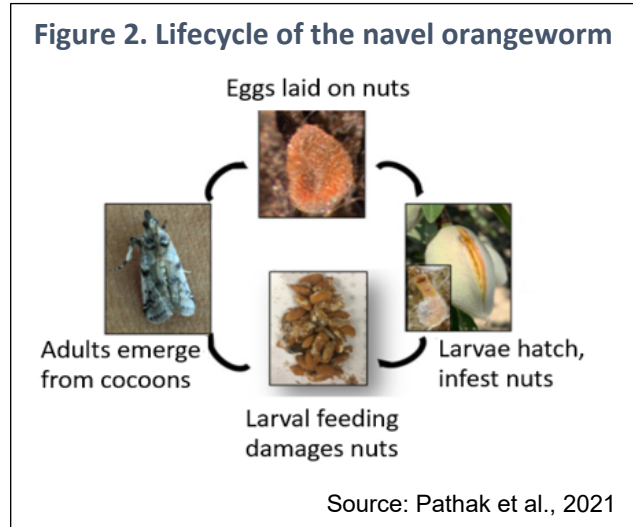 Figure 2. Lifecycle of the navel orangeworm
Eggs laid on nuts
Adults emerge
from cocoons
Larvae hatch,
infest nuts
Larval feeding
damages nuts
Source: Pathak et al., 2021